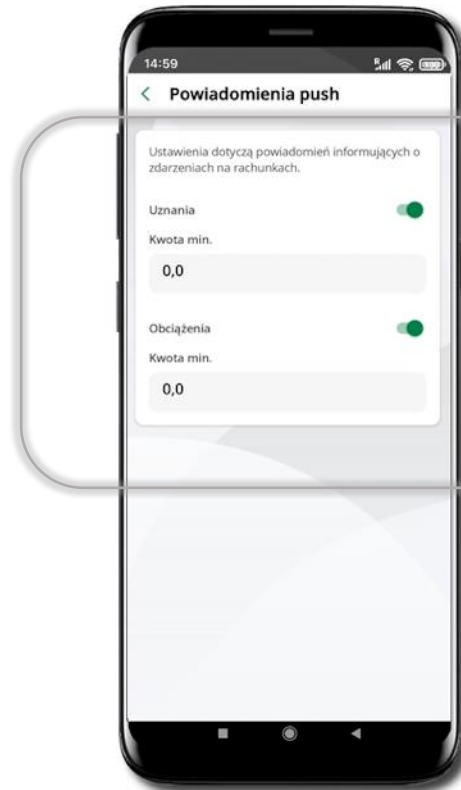 14:59
Powiadomienia push
Ustawienia dotyczą powiadomień informujących o
zdarzeniach na rachunkach.
Uznania
Kwota min.
0,0
Obciążenia
Kwota min.
0,0